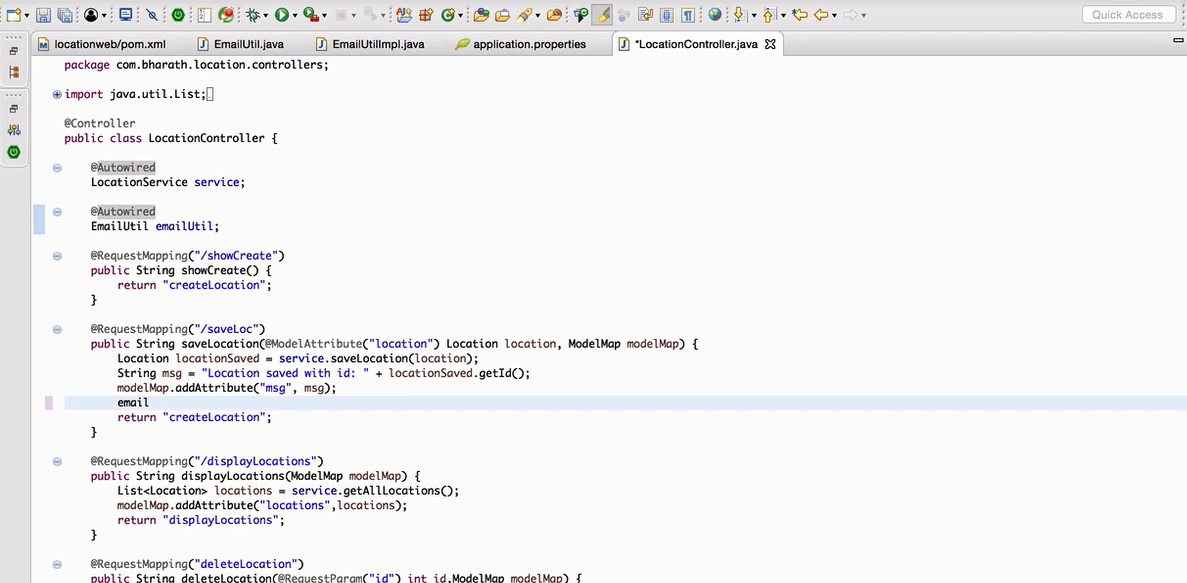 Quick Access
locationweb/pom.xml
EmailUtil.java
EmailUtilImpl.java
application.properties
*LocationController.java
package com.bharath.location.controllers;
import java.util.List;
@Controller
public class LocationController {
@Autowired
LocationService service;
@Autowired
EmailUtil emailUtil;
@RequestMapping("/showCreate")
public String showCreate() {
return "createLocation";
}
@RequestMapping("/saveLoc")
public String saveLocation(@ModelAttribute("location") Location location, ModelMap modelMap) {
Location locationSaved = service.saveLocation(location);
String msg = "Location saved with id: " + locationSaved.getId();
modelMap.addAttribute("msg", msg);
email
return "createLocation";
}
@RequestMapping("/displayLocations")
public String displayLocations(ModelMap modelMap) {
List<Location> locations = service.getAllLocations();
modelMap.addAttribute("locations",locations);
return "displayLocations";
}
@RequestMapping("deleteLocation")
public String deleteLocation(@RequestParam("id") int id,ModelMap modelMap) {